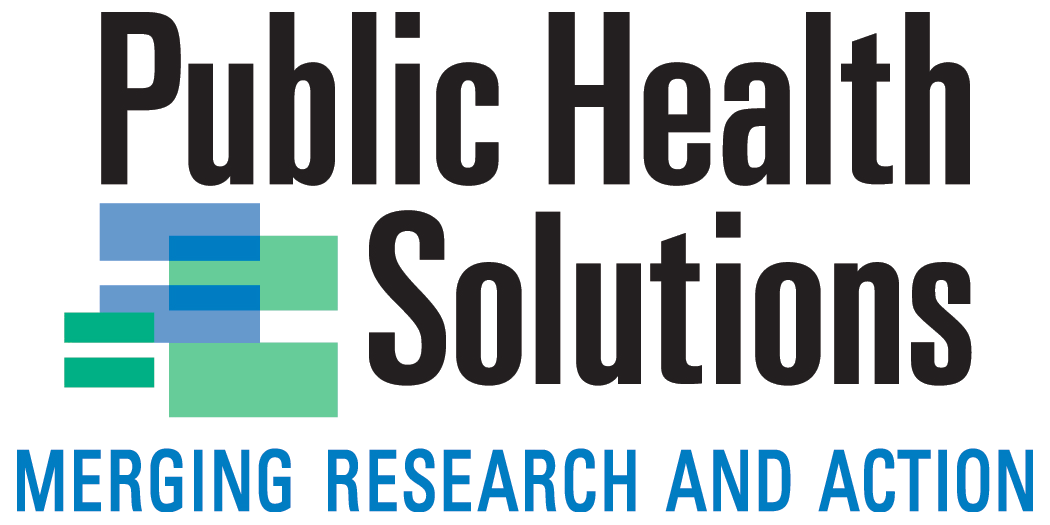 Public Health
Solutions
MERGING RESEARCH AND ACTION